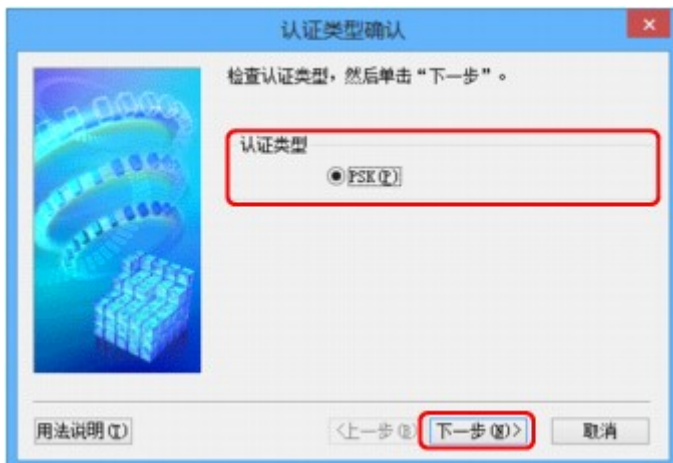 认证类型确认
检查认证类型，然后单击“下一步”。
认证类型
PSK(P)
用法说明(I)
<上一步(B)
下一步(N)>
取消